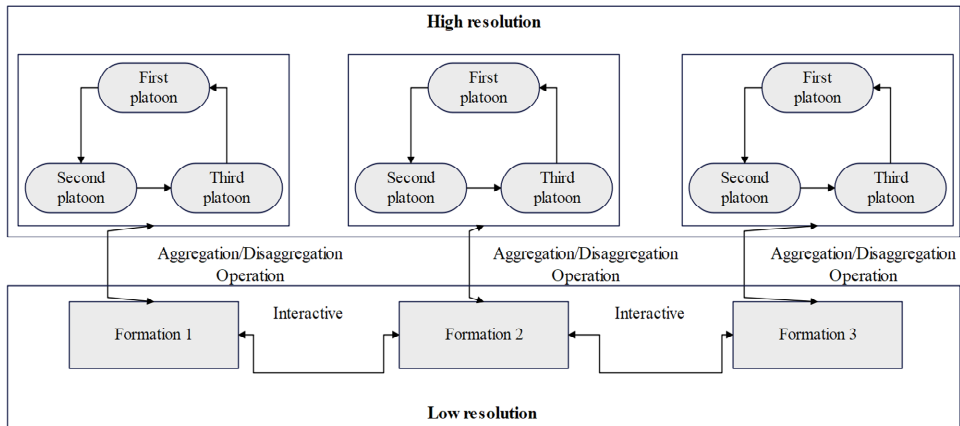 High resolution
First
platoon
Second
platoon
Third
platoon
First
platoon
Second
platoon
Third
platoon
First
platoon
Second
platoon
Third
platoon
Aggregation/Disaggregation
Operation
Aggregation/Disaggregation
Operation
Aggregation/Disaggregation
Operation
Formation 1
Interactive
Formation 2
Interactive
Formation 3
Low resolution